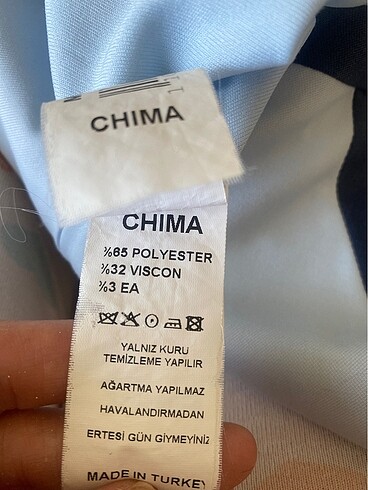 CHIMA
CHIMA
%65 POLYESTER
%32 VISCON
%3 EA
YALNIZ KURU
TEMİZLEME YAPILIR
AĞARTMA YAPILMAZ
HAVALANDIRMADAN
ERTESİ GÜN GİYMEYİNİZ
MADE IN TURKEY